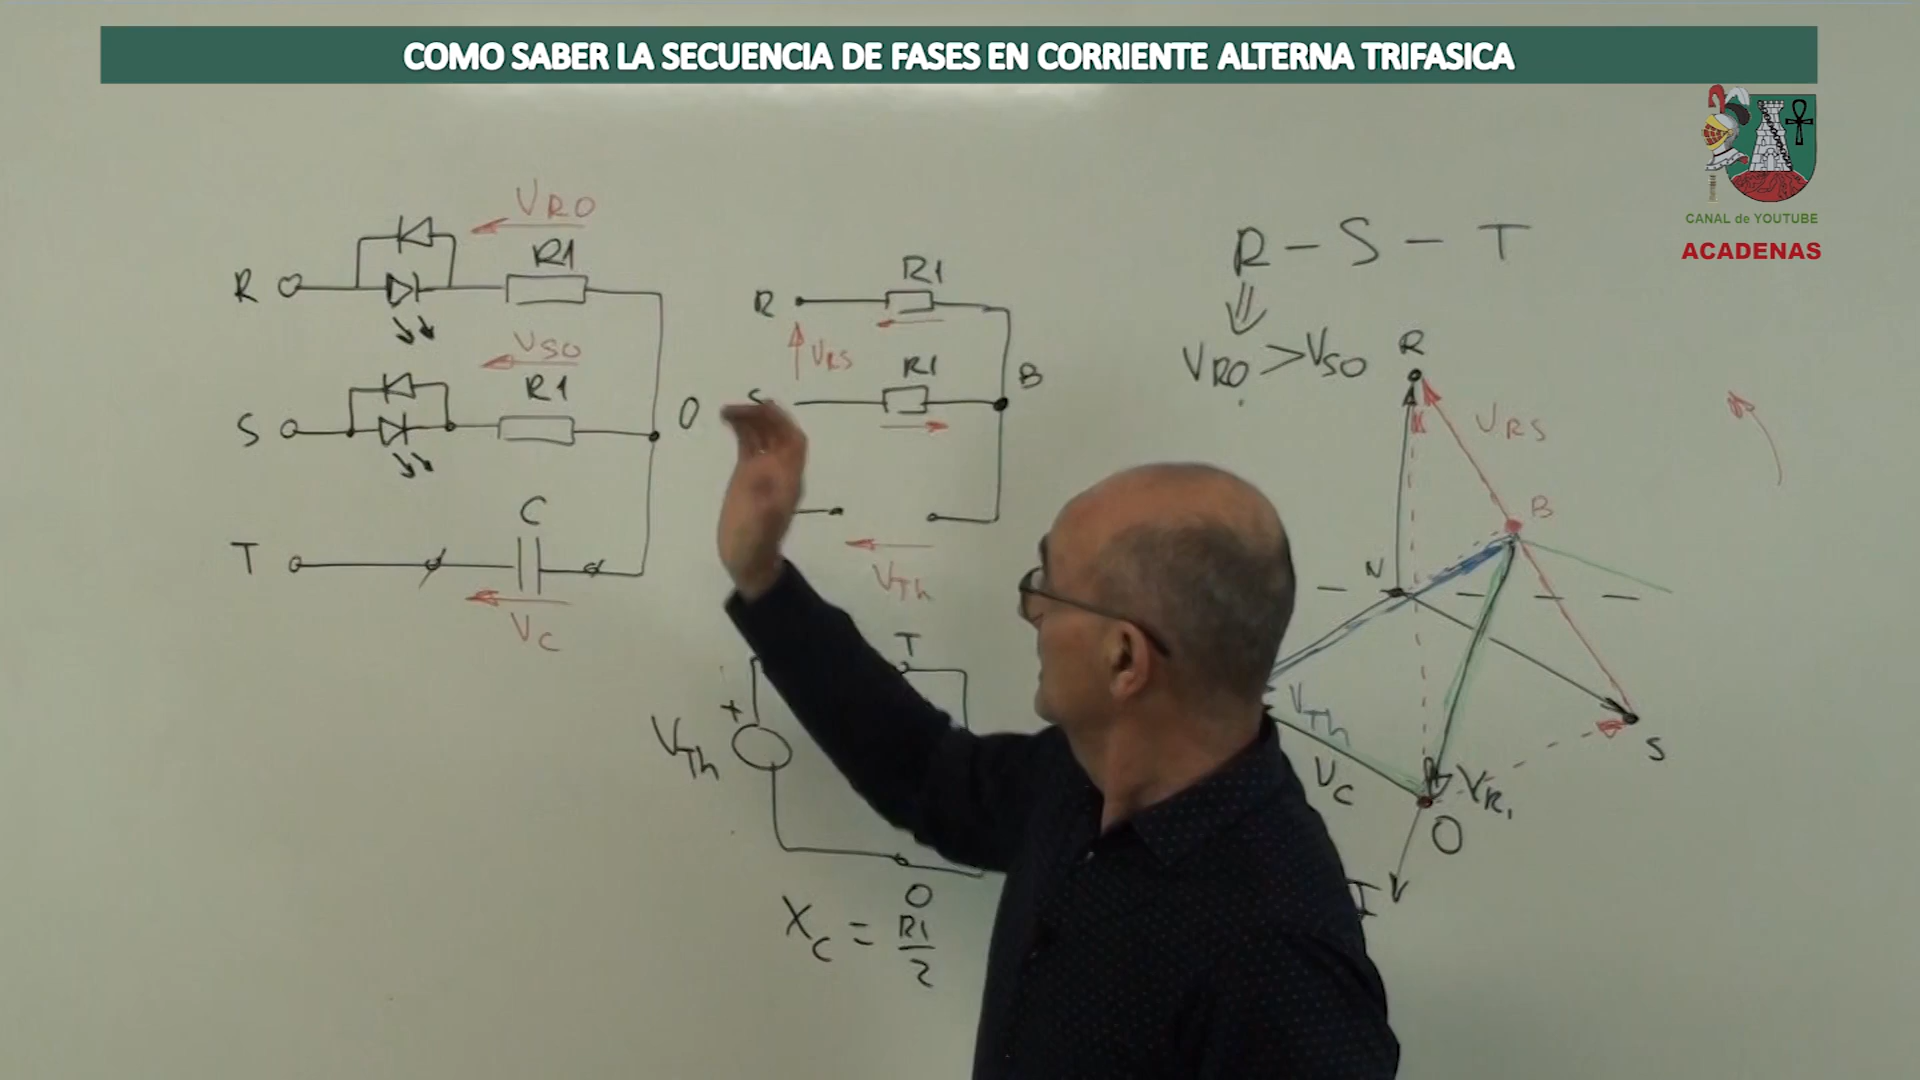 COMO SABER LA SECUENCIA DE FASES EN CORRIENTE ALTERNA TRIFASICA
CANAL de YOUTUBE
ACADENAS
VRO
R
R1
VSO
S
R1
O
C
T
VC
R
R1
VRS
R1
B
VTh
T
+
VTh
O
XC = R1/2
R - S - T
VRO > VSO
R
VRS
B
N
S
VTh
VC
VR1
O
I